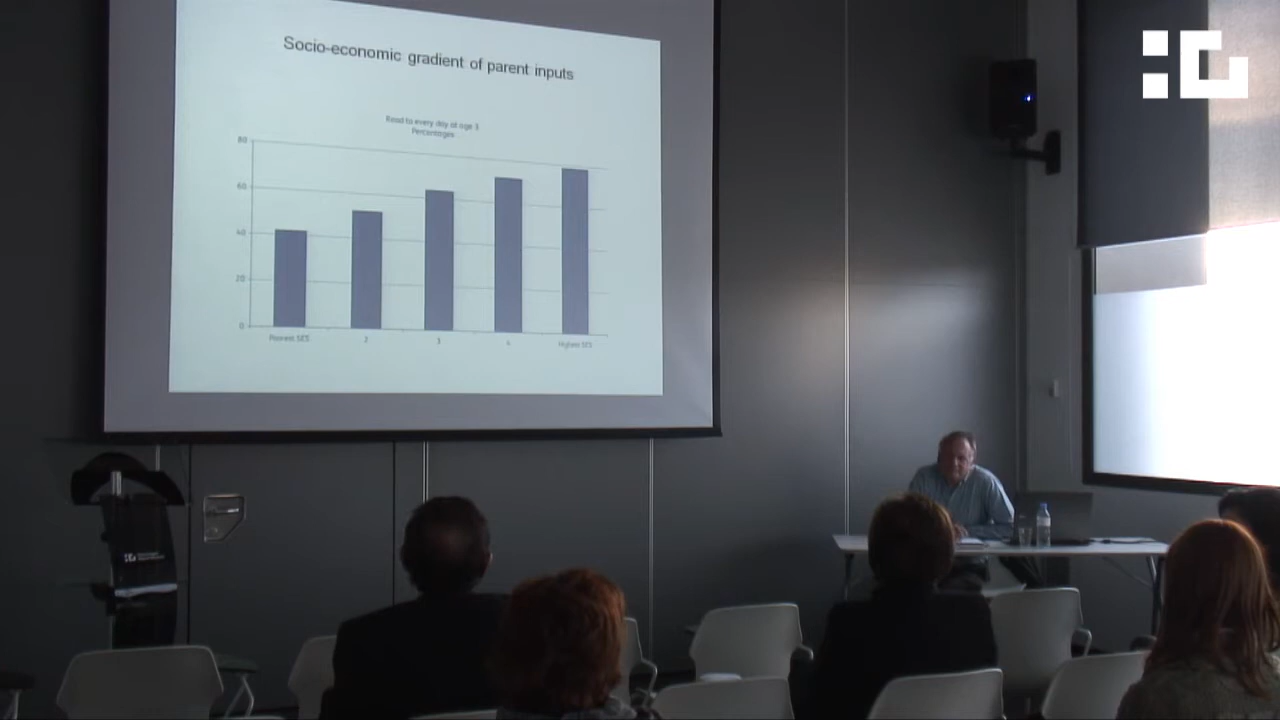 Socio-economic gradient of parent inputs
Read to every day at age 3
Percentages
80
60
40
20
0
Poorest SES
2
3
4
Highest SES